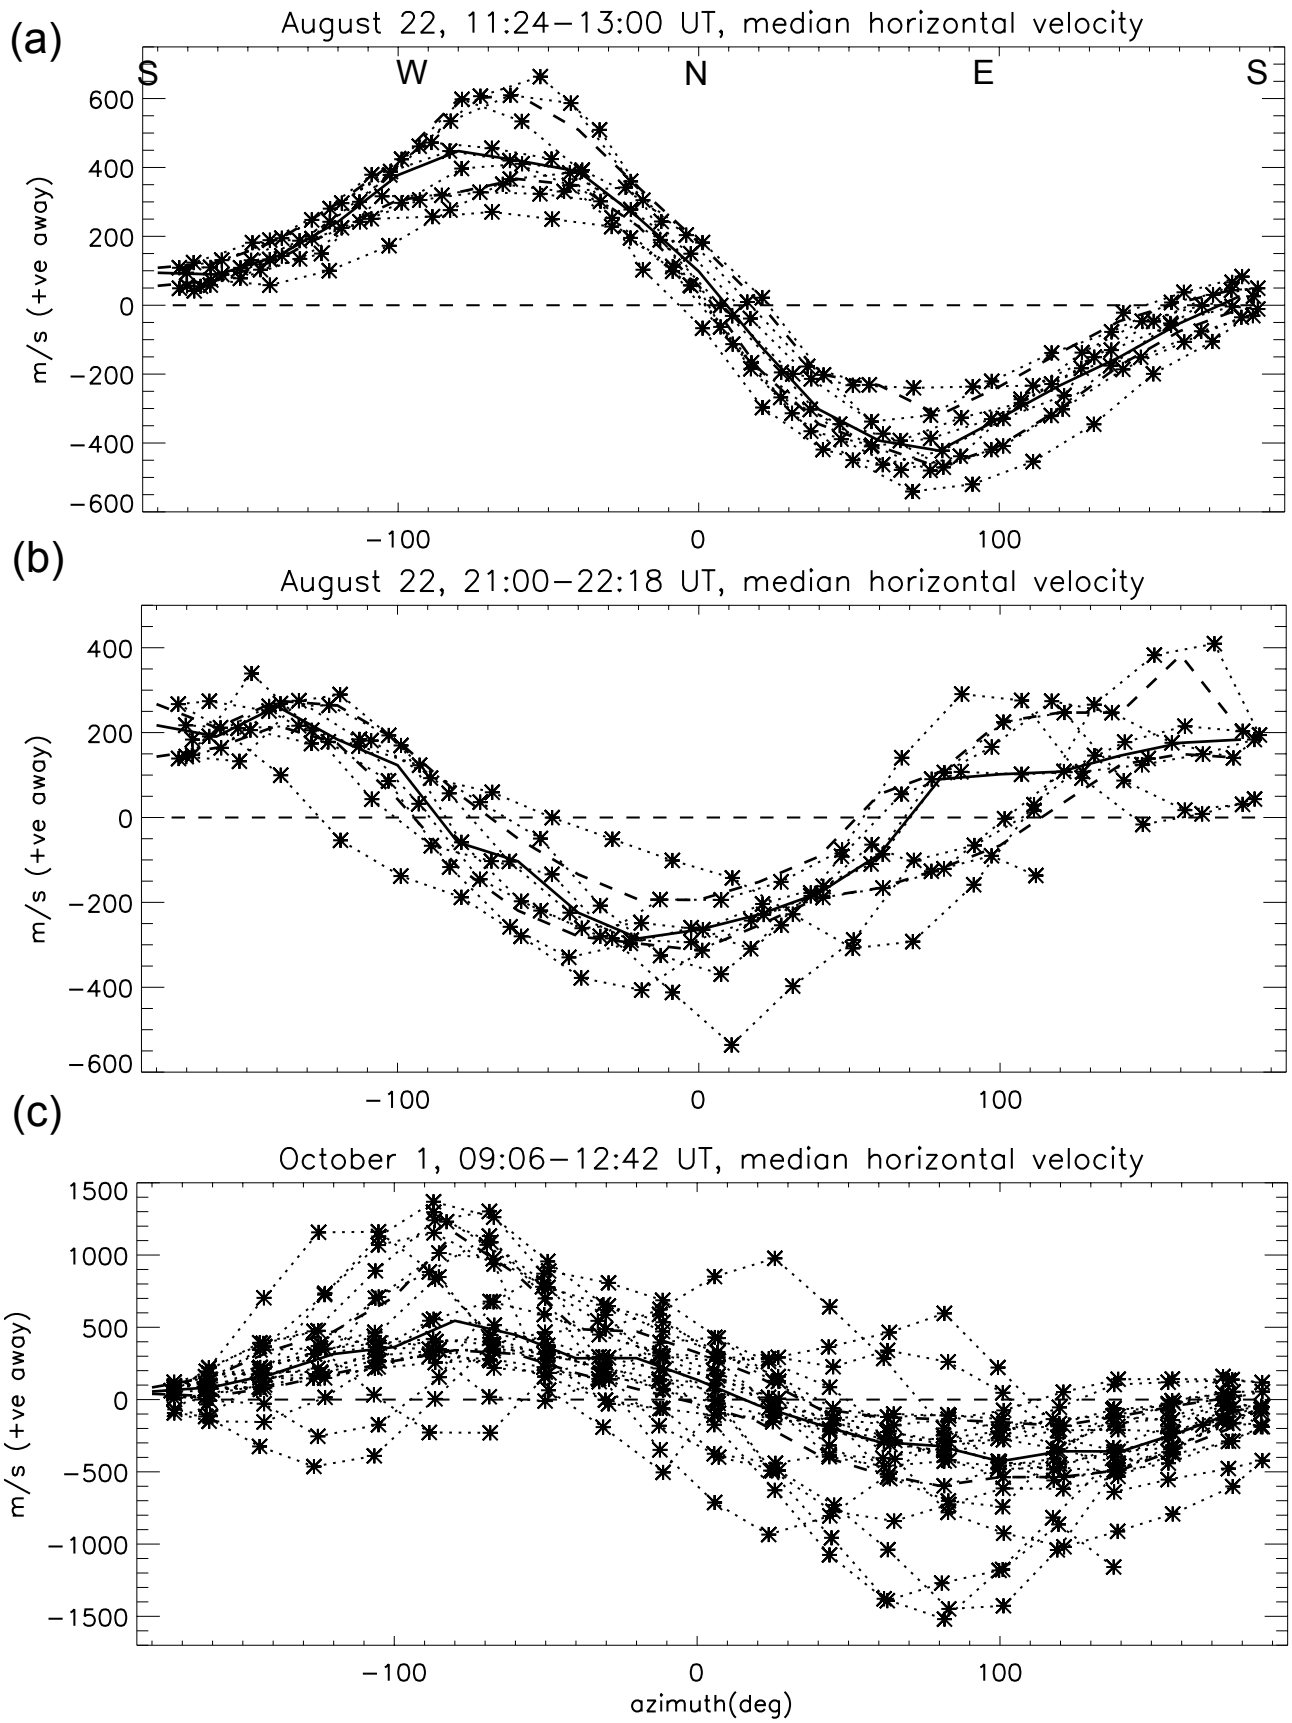 (a)
August 22, 11:24−13:00 UT, median horizontal velocity
S W N E S
600
400
200
0
−200
−400
−600
m/s (+ve away)
−100 0 100
(b)
August 22, 21:00−22:18 UT, median horizontal velocity
400
200
0
−200
−400
−600
m/s (+ve away)
−100 0 100
(c)
October 1, 09:06−12:42 UT, median horizontal velocity
1500
1000
500
0
−500
−1000
−1500
m/s (+ve away)
−100 0 100
azimuth(deg)